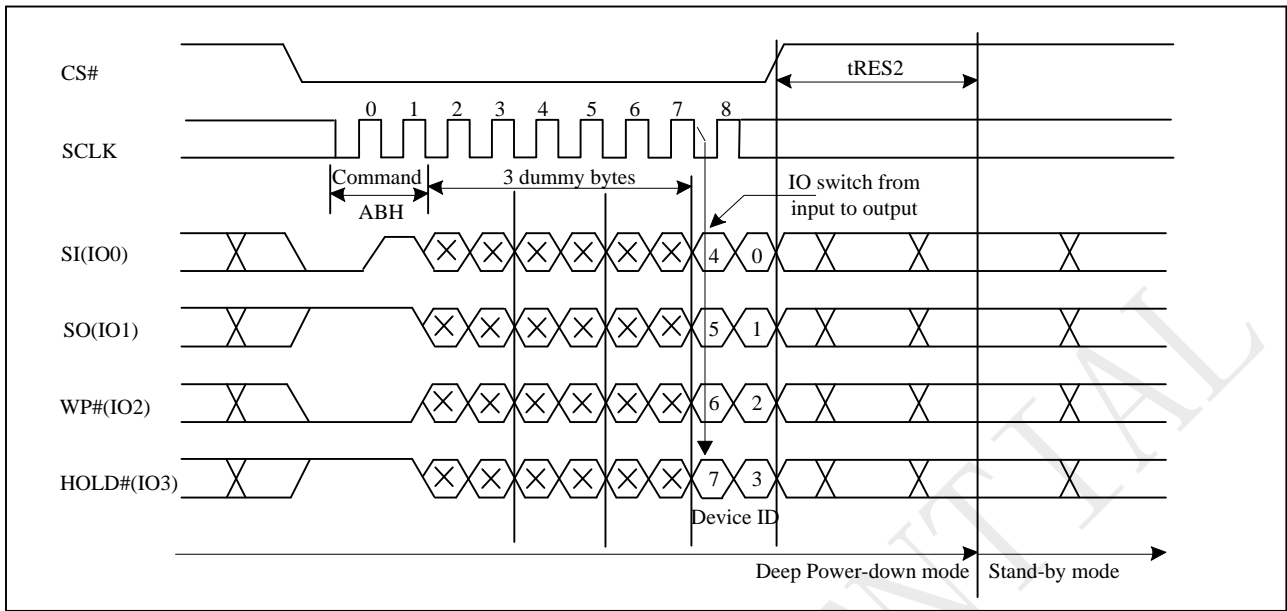 CS#
tRES2
0 1 2 3 4 5 6 7 8
SCLK
Command
ABH
3 dummy bytes
IO switch from
input to output
SI(IO0)
4 0
SO(IO1)
5 1
WP#(IO2)
6 2
HOLD#(IO3)
7 3
Device ID
Deep Power-down mode
Stand-by mode
NTIAL